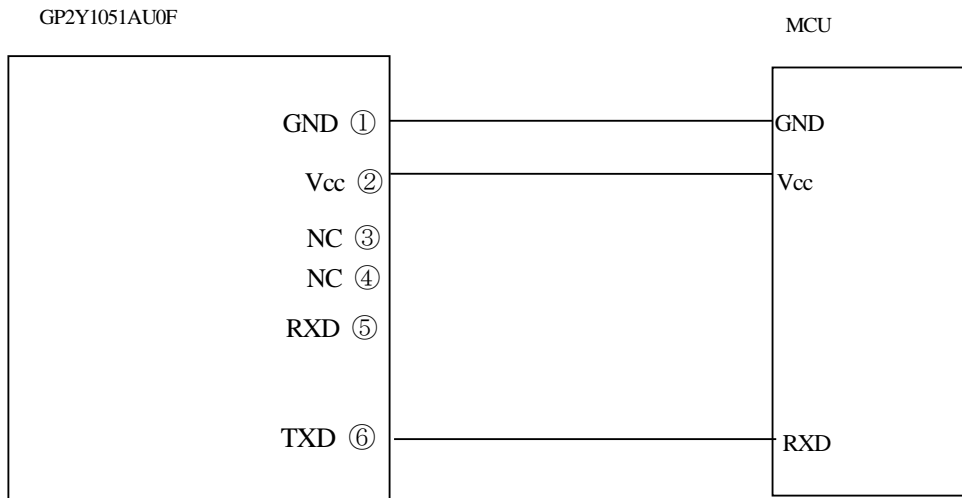 GP2Y1051AU0F
MCU
GND ①
GND
Vcc ②
Vcc
NC ③
NC ④
RXD ⑤
TXD ⑥
RXD